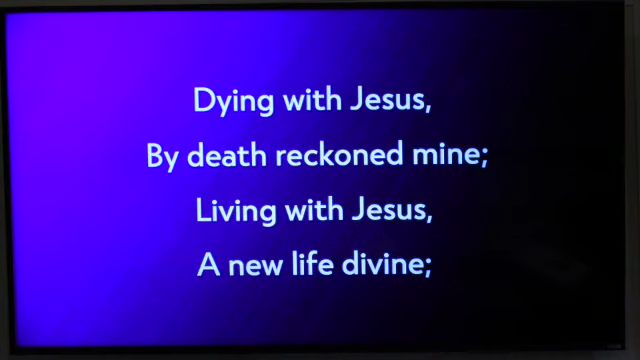 Dying with Jesus,
By death reckoned mine;
Living with Jesus,
A new life divine;